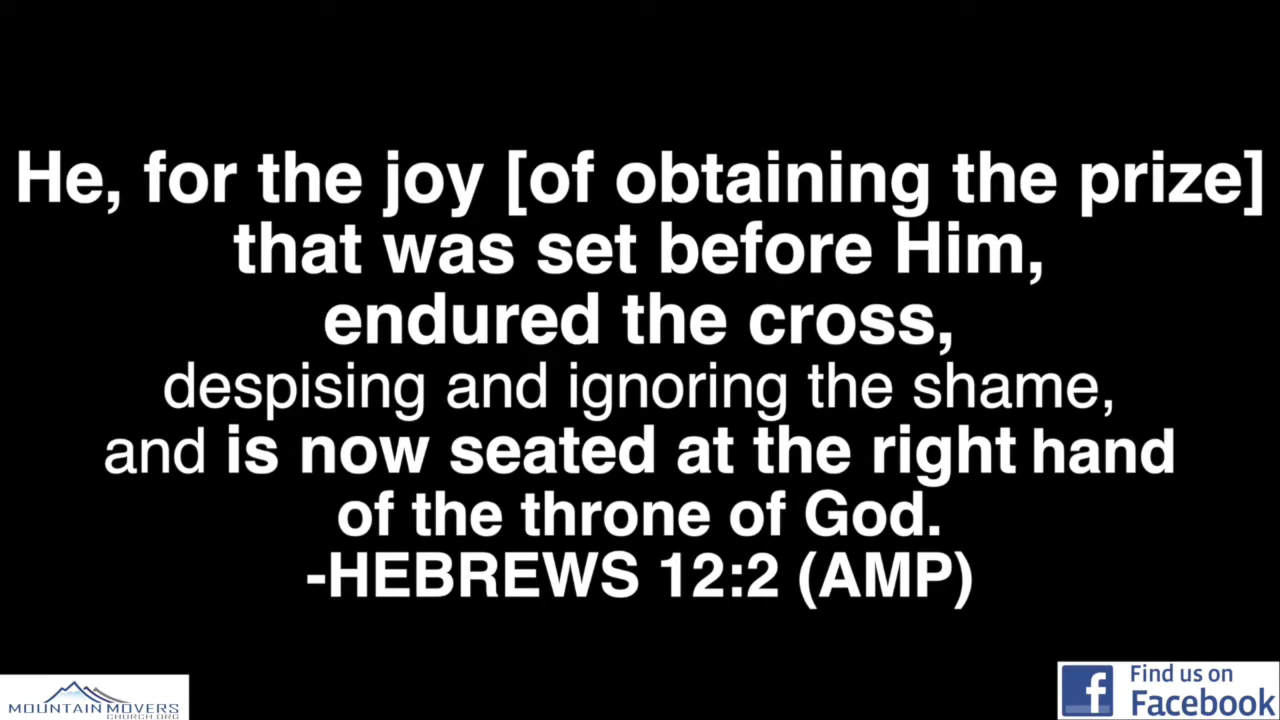 He, for the joy [of obtaining the prize]
that was set before Him,
endured the cross,
despising and ignoring the shame,
and is now seated at the right hand
of the throne of God.
-HEBREWS 12:2 (AMP)
MOUNTAIN MOVERS
CHURCH.ORG
f
Find us on
Facebook